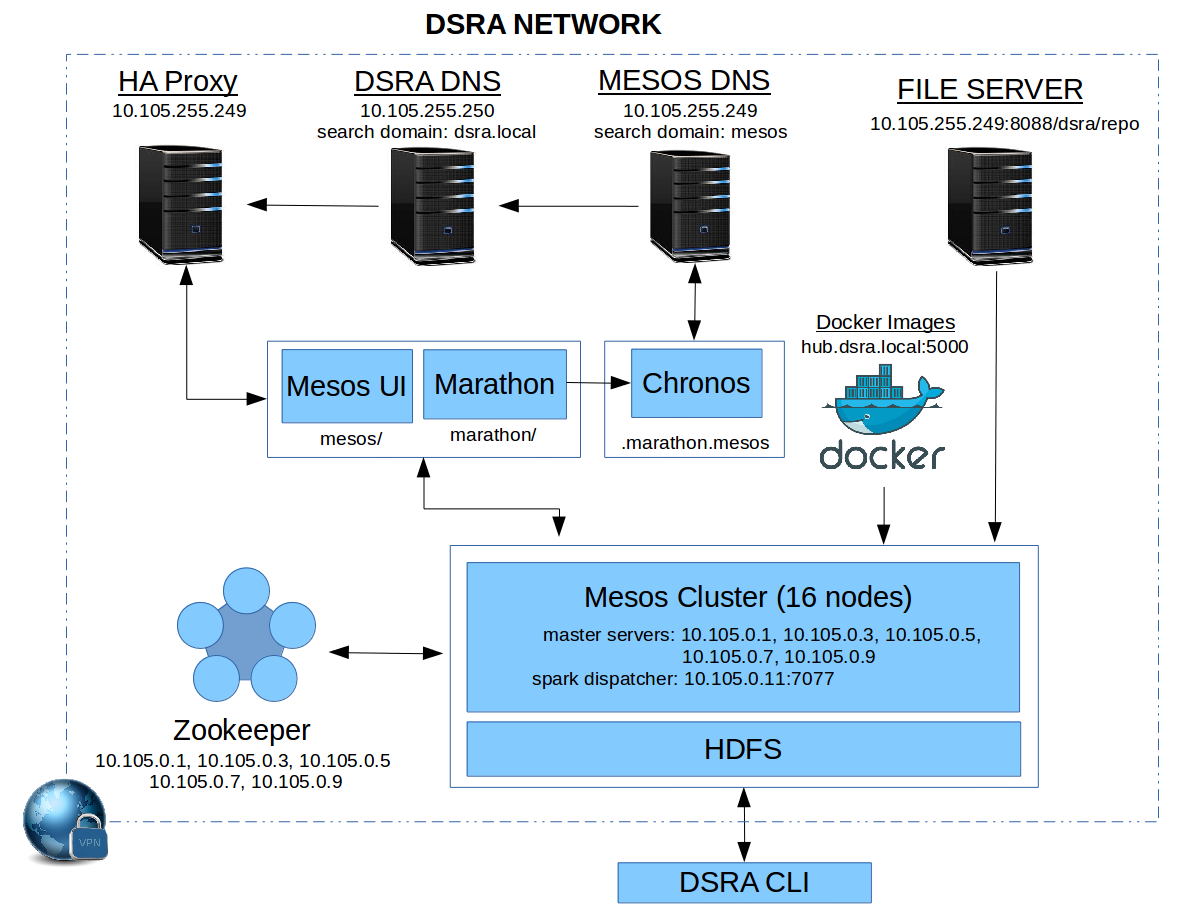 DSRA NETWORK
HA Proxy
10.105.255.249
DSRA DNS
10.105.255.250
search domain: dsra.local
MESOS DNS
10.105.255.249
search domain: mesos
FILE SERVER
10.105.255.249:8088/dsra/repo
Docker Images
hub.dsra.local:5000
docker
Mesos UI
mesos/
Marathon
marathon/
Chronos
.marathon.mesos
Mesos Cluster (16 nodes)
master servers: 10.105.0.1, 10.105.0.3, 10.105.0.5,
10.105.0.7, 10.105.0.9
spark dispatcher: 10.105.0.11:7077
HDFS
Zookeeper
10.105.0.1, 10.105.0.3, 10.105.0.5
10.105.0.7, 10.105.0.9
VPN
DSRA CLI